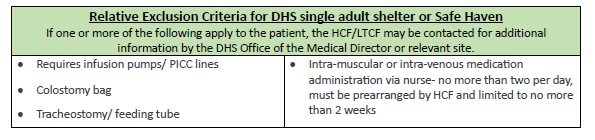 Relative Exclusion Criteria for DHS single adult shelter or Safe Haven
If one or more of the following apply to the patient, the HCF/LTCF may be contacted for additional
information by the DHS Office of the Medical Director or relevant site.
• Requires infusion pumps/ PICC lines
• Colostomy bag
• Tracheostomy/ feeding tube
• Intra-muscular or intra-venous medication
administration via nurse- no more than two per day,
must be prearranged by HCF and limited to no more
than 2 weeks